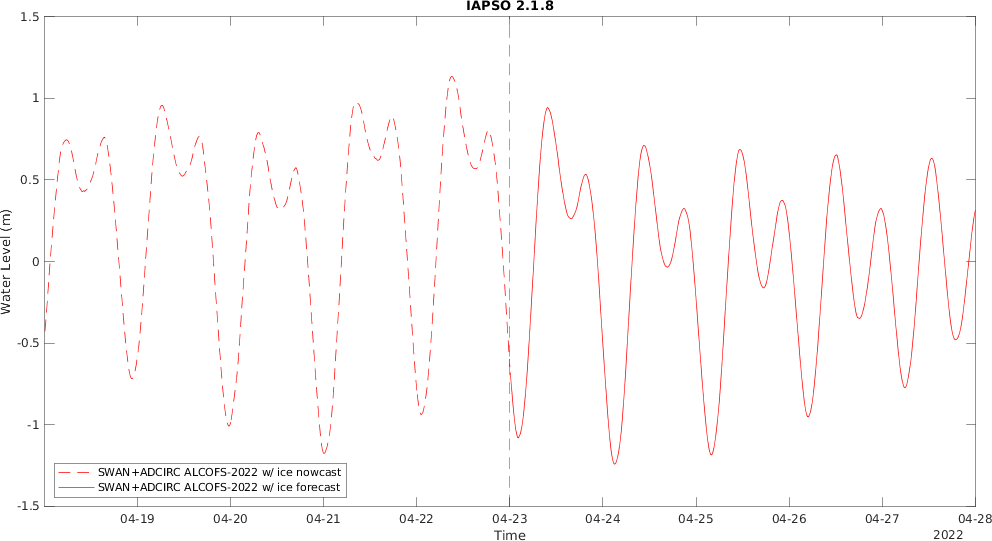 IAPSO 2.1.8
1.5
1
0.5
0
-0.5
-1
-1.5
Water Level (m)
SWAN+ADCIRC ALCOFS-2022 w/ ice nowcast
SWAN+ADCIRC ALCOFS-2022 w/ ice forecast
04-19 04-20 04-21 04-22 04-23 04-24 04-25 04-26 04-27 04-28
Time
2022